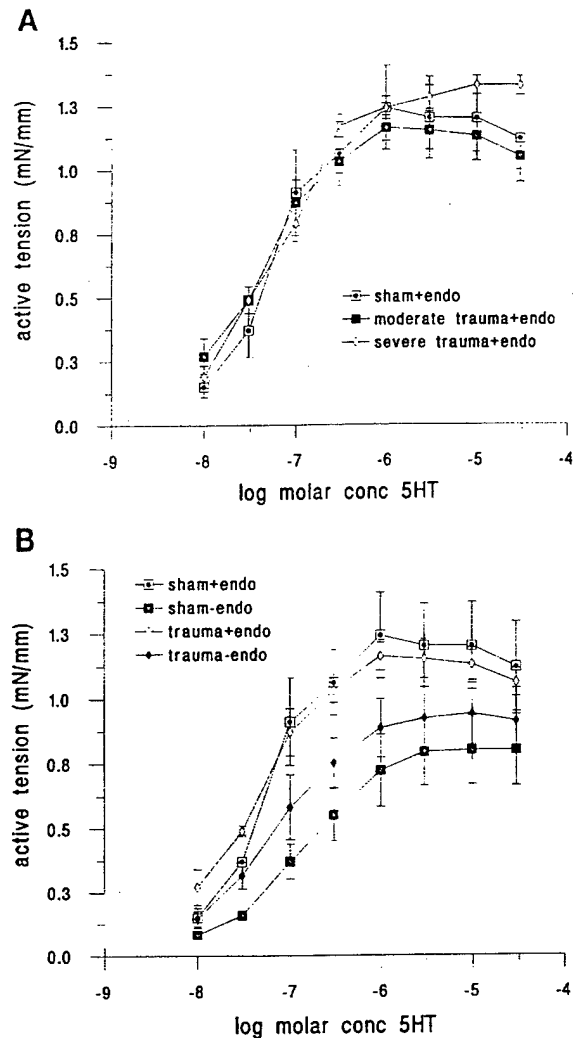 A
1.5
1.3
1.0
0.8
0.5
0.3
0.0
active tension (mN/mm)
sham+endo
moderate trauma+endo
severe trauma+endo
-9
-8
-7
-6
-5
-4
log molar conc 5HT
B
1.5
1.3
1.0
0.8
0.5
0.3
0.0
active tension (mN/mm)
sham+endo
sham-endo
trauma+endo
trauma-endo
-9
-8
-7
-6
-5
-4
log molar conc 5HT